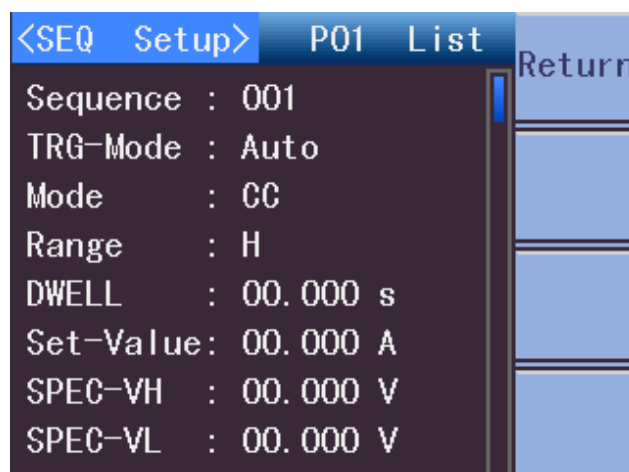 <SEQ Setup> P01 List
Return
Sequence : 001
TRG-Mode : Auto
Mode : CC
Range : H
DWELL : 00.000 s
Set-Value: 00.000 A
SPEC-VH : 00.000 V
SPEC-VL : 00.000 V